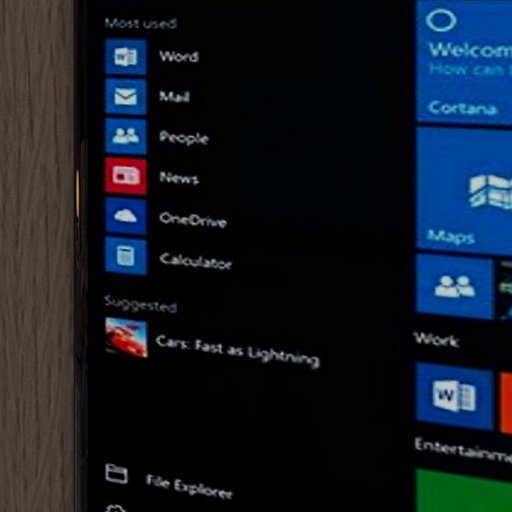 Most used
Word
Mail
People
News
OneDrive
Calculator
Suggested
Cars: Fast as Lightning
File Explorer
Welcom
How can I
Cortana
Maps
Work
Entertainme